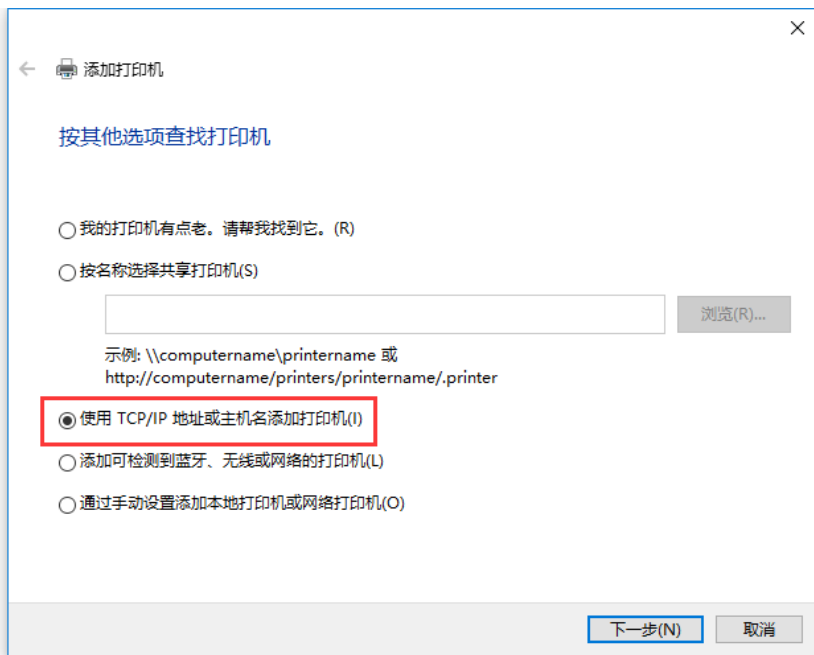 添加打印机
按其他选项查找打印机
我的打印机有点老。请帮我找到它。(R)
按名称选择共享打印机(S)
浏览(R)...
示例: \\computername\printername 或
http://computername/printers/printername/.printer
使用 TCP/IP 地址或主机名添加打印机(I)
添加可检测到蓝牙、无线或网络的打印机(L)
通过手动设置添加本地打印机或网络打印机(O)
下一步(N)
取消